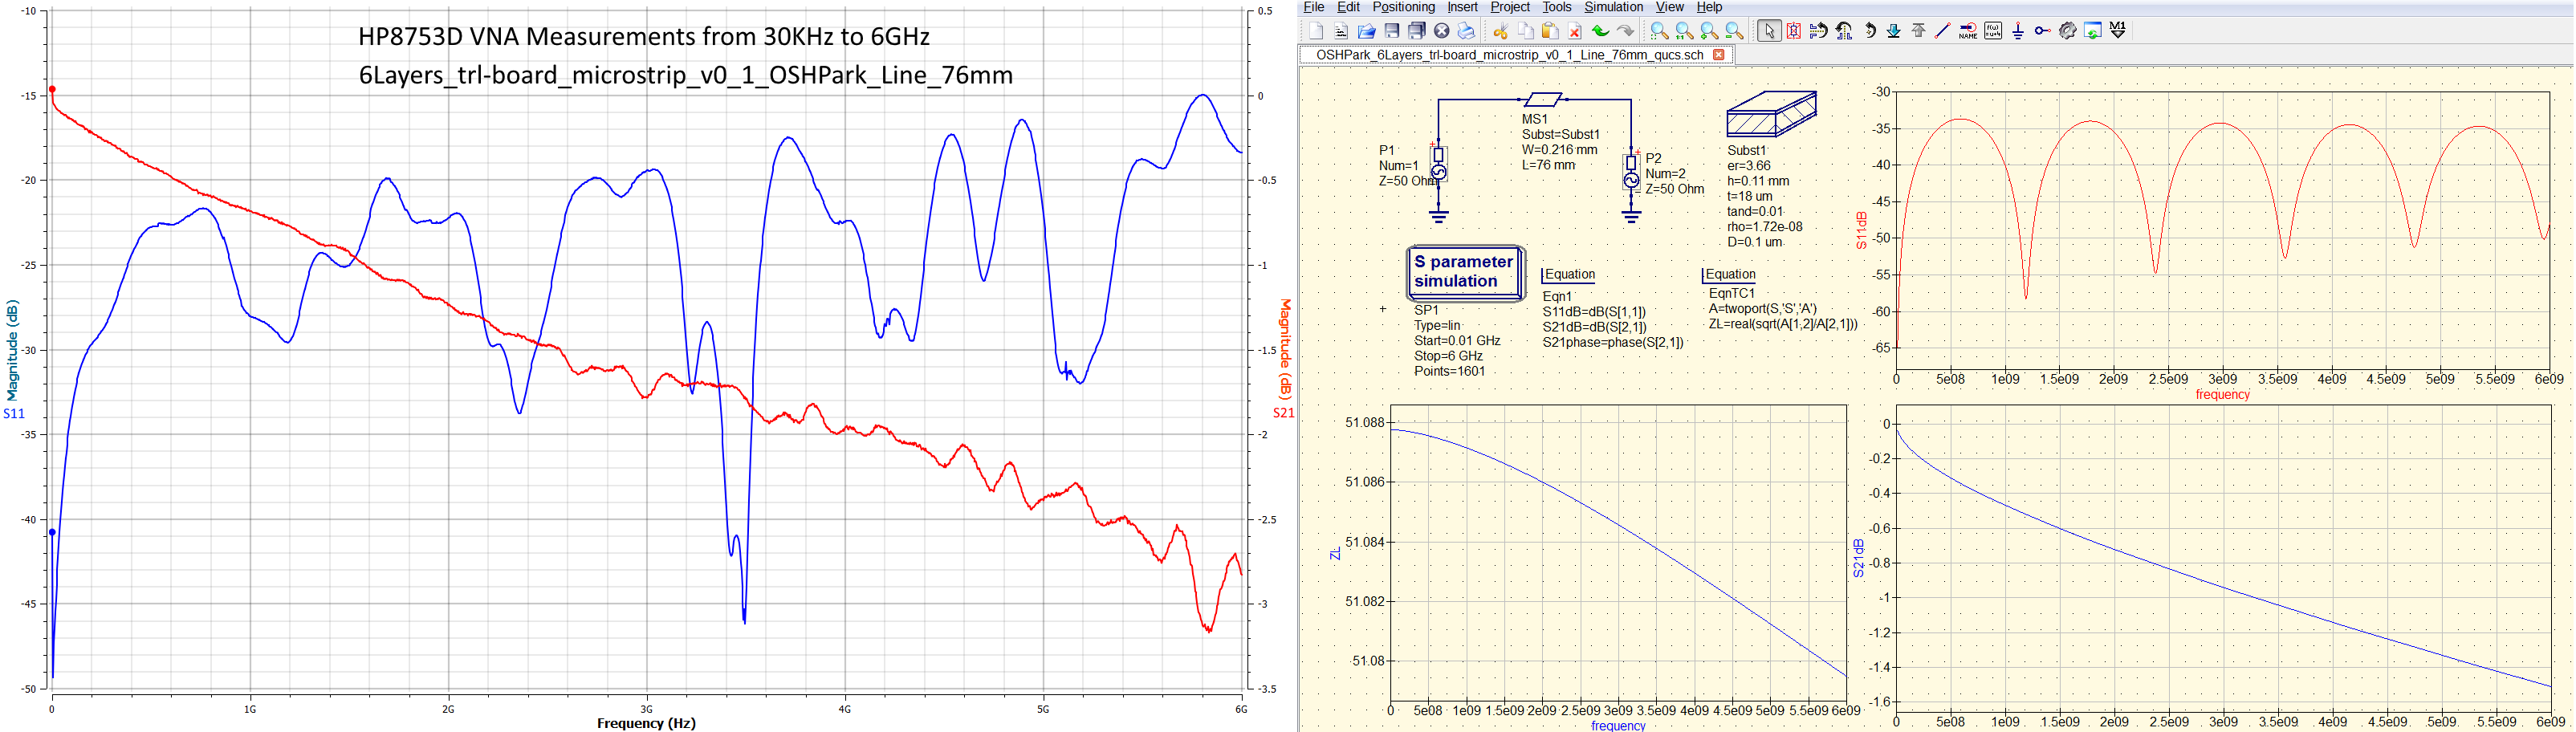 HP8753D VNA Measurements from 30KHz to 6GHz
6Layers_trl-board_microstrip_v0_1_OSHPark_Line_76mm
-10
-15
-20
-25
-30
-35
-40
-45
-50
Magnitude (dB)
S11
0.5
0
-0.5
-1
-1.5
-2
-2.5
-3
-3.5
Magnitude (dB)
S21
0 1G 2G 3G 4G 5G 6G
Frequency (Hz)
File Edit Positioning Insert Project Tools Simulation View Help
NAME
M1
OSHPark_6Layers_trl-board_microstrip_v0_1_Line_76mm_qucs.sch
P1
Num=1
Z=50 Ohm
MS1
Subst=Subst1
W=0.216 mm
L=76 mm
P2
Num=2
Z=50 Ohm
Subst1
er=3.66
h=0.11 mm
t=18 um
tand=0.01
rho=1.72e-08
D=0.1 um
S parameter
simulation
SP1
Type=lin
Start=0.01 GHz
Stop=6 GHz
Points=1601
Equation
Eqn1
S11dB=dB(S[1,1])
S21dB=dB(S[2,1])
S21phase=phase(S[2,1])
Equation
EqnTC1
A=twoport(S,'S','A')
ZL=real(sqrt(A[1,2]/A[2,1]))
-30
-35
-40
-45
-50
-55
-60
-65
S11dB
0 5e08 1e09 1.5e09 2e09 2.5e09 3e09 3.5e09 4e09 4.5e09 5e09 5.5e09 6e09
frequency
51.088
51.086
51.084
51.082
51.08
ZL
0 5e08 1e09 1.5e09 2e09 2.5e09 3e09 3.5e09 4e09 4.5e09 5e09 5.5e09 6e09
frequency
0
-0.2
-0.4
-0.6
-0.8
-1
-1.2
-1.4
-1.6
S21dB
0 5e08 1e09 1.5e09 2e09 2.5e09 3e09 3.5e09 4e09 4.5e09 5e09 5.5e09 6e09
frequency